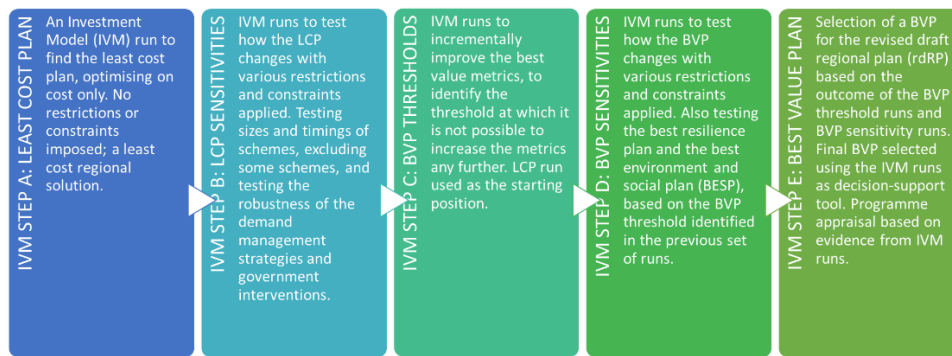 IVM STEP A: LEAST COST PLAN
An Investment
Model (IVM) run to
find the least cost
plan, optimising on
cost only. No
restrictions or
constraints
imposed; a least
cost regional
solution.
IVM STEP B: LCP SENSITIVITIES
IVM runs to test
how the LCP
changes with
various restrictions
and constraints
applied. Testing
sizes and timings of
schemes, excluding
some schemes, and
testing the
robustness of the
demand
management
strategies and
government
interventions.
IVM STEP C: BVP THRESHOLDS
IVM runs to
incrementally
improve the best
value metrics, to
identify the
threshold at which it
is not possible to
increase the metrics
any further. LCP run
used as the starting
position.
IVM STEP D: BVP SENSITIVITIES
IVM runs to test
how the BVP
changes with
various restrictions
and constraints
applied. Also testing
the best resilience
plan and the best
environment and
social plan (BESP),
based on the BVP
threshold identified
in the previous set
of runs.
IVM STEP E: BEST VALUE PLAN
Selection of a BVP
for the revised draft
regional plan (rdRP)
based on the
outcome of the BVP
threshold runs and
BVP sensitivity runs.
Final BVP selected
using the IVM runs
as decision-support
tool. Programme
appraisal based on
evidence from IVM
runs.